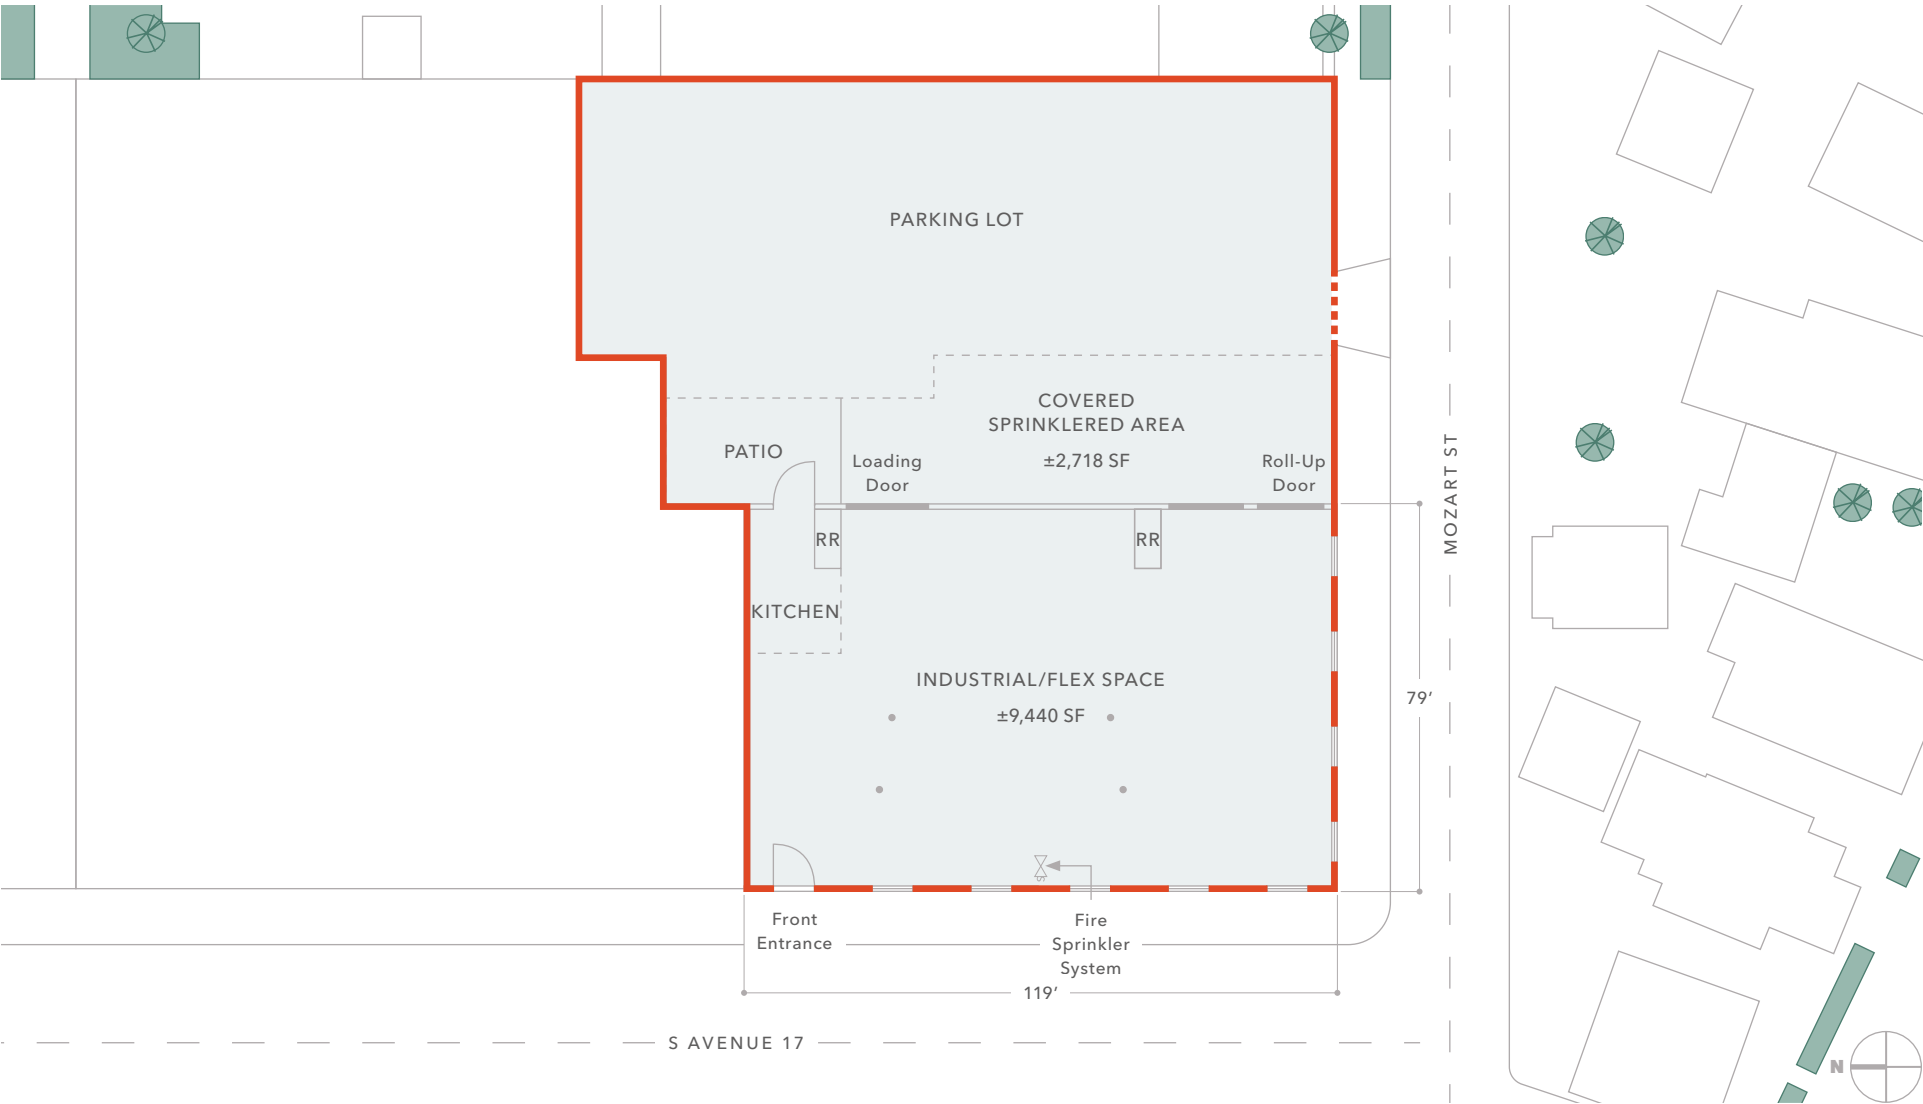 PARKING LOT
COVERED
SPRINKLERED AREA
±2,718 SF
PATIO
Loading
Door
Roll-Up
Door
MOZART ST
RR
RR
KITCHEN
INDUSTRIAL/FLEX SPACE
±9,440 SF
79’
Front
Entrance
Fire
Sprinkler
System
119’
S AVENUE 17
N